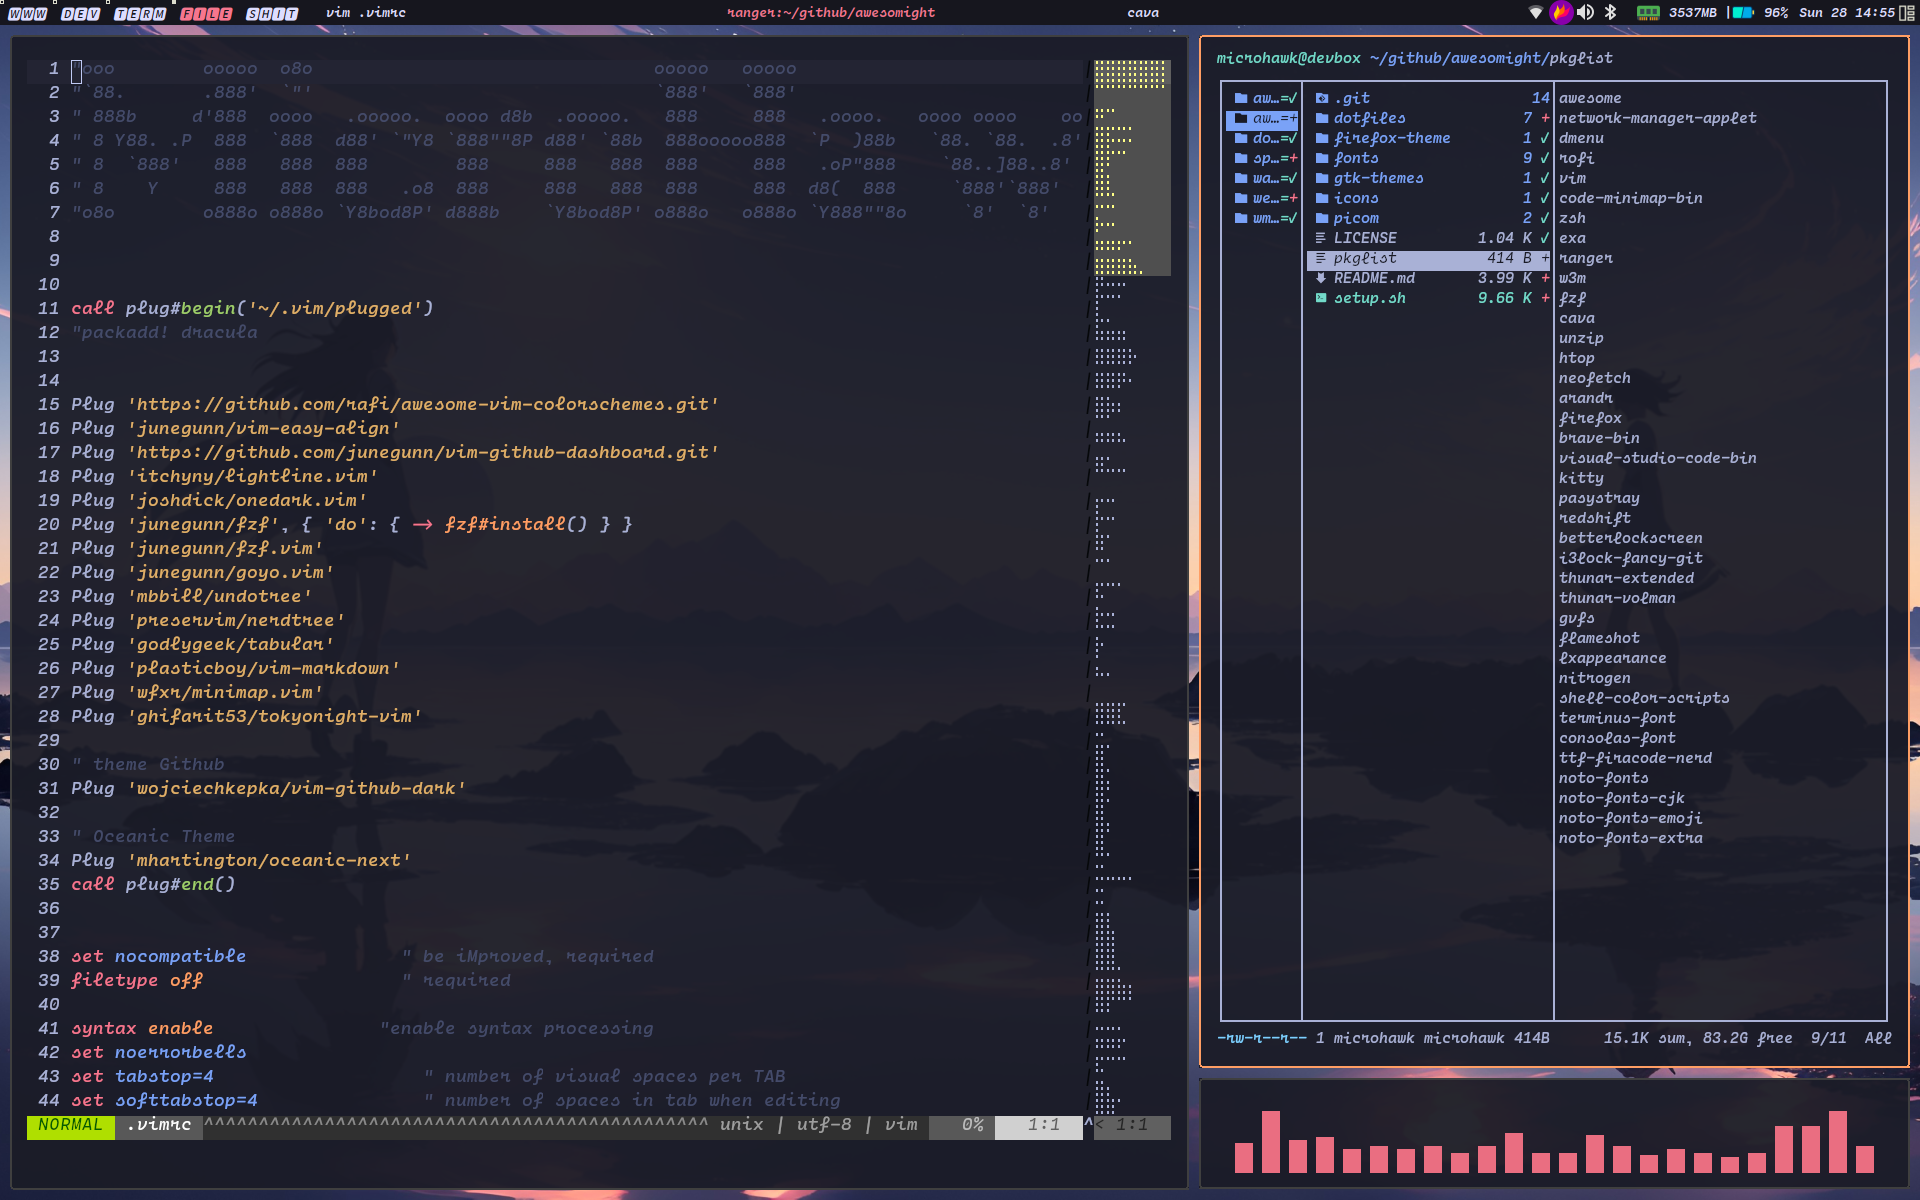 WWW DEV TERM FILE SHIT vim .vimrc ranger:~/github/awesomight cava 3537MB 96% Sun 28 14:55
1 "ooo ooooo o8o ooooo ooooo
2 "`88. .888' `"' `888' `888'
3 " 888b d'888 oooo .ooooo. oooo d8b .ooooo. 888 888 .oooo. oooo oooo oo
4 " 8 Y88. .P 888 `888 d88' `"Y8 `888""8P d88' `88b 888ooooo888 `P )88b `88. `88. .8'
5 " 8 `888' 888 888 888 888 888 888 888 888 .oP"888 `88..]88..8'
6 " 8 Y 888 888 888 .o8 888 888 888 888 888 d8( 888 `888'`888'
7 "o8o o888o o888o `Y8bod8P' d888b `Y8bod8P' o888o o888o `Y888""8o `8' `8'
8
9
10
11 call plug#begin('~/.vim/plugged')
12 "packadd! dracula
13
14
15 Plug 'https://github.com/rafi/awesome-vim-colorschemes.git'
16 Plug 'junegunn/vim-easy-align'
17 Plug 'https://github.com/junegunn/vim-github-dashboard.git'
18 Plug 'itchyny/lightline.vim'
19 Plug 'joshdick/onedark.vim'
20 Plug 'junegunn/fzf', { 'do': { -> fzf#install() } }
21 Plug 'junegunn/fzf.vim'
22 Plug 'junegunn/goyo.vim'
23 Plug 'mbbill/undotree'
24 Plug 'preservim/nerdtree'
25 Plug 'godlygeek/tabular'
26 Plug 'plasticboy/vim-markdown'
27 Plug 'wfxr/minimap.vim'
28 Plug 'ghifarit53/tokyonight-vim'
29
30 " theme Github
31 Plug 'wojciechkepka/vim-github-dark'
32
33 " Oceanic Theme
34 Plug 'mhartington/oceanic-next'
35 call plug#end()
36
37
38 set nocompatible " be iMproved, required
39 filetype off " required
40
41 syntax enable "enable syntax processing
42 set noerrorbells
43 set tabstop=4 " number of visual spaces per TAB
44 set softtabstop=4 " number of spaces in tab when editing
NORMAL .vimrc ^^^^^^^^^^^^^^^^^^^^^^^^^^^^^^^^^^^^^^^^^^^^^^ unix | utf-8 | vim 0% 1:1 ^< 1:1
microhawk@devbox ~/github/awesomight/pkglist
aw…=✓ .git 14 awesome
aw…=+ dotfiles 7 + network-manager-applet
do…=✓ firefox-theme 1 ✓ dmenu
sp…=+ fonts 9 ✓ rofi
wa…=✓ gtk-themes 1 ✓ vim
we…=+ icons 1 ✓ code-minimap-bin
wm…=✓ picom 2 ✓ zsh
LICENSE 1.04 K ✓ exa
pkglist 414 B + ranger
README.md 3.99 K + w3m
setup.sh 9.66 K + fzf
cava
unzip
htop
neofetch
arandr
firefox
brave-bin
visual-studio-code-bin
kitty
pasystray
redshift
betterlockscreen
i3lock-fancy-git
thunar-extended
thunar-volman
gvfs
flameshot
lxappearance
nitrogen
shell-color-scripts
terminus-font
consolas-font
ttf-firacode-nerd
noto-fonts
noto-fonts-cjk
noto-fonts-emoji
noto-fonts-extra
-rw-r--r-- 1 microhawk microhawk 414B 15.1K sum, 83.2G free 9/11 All